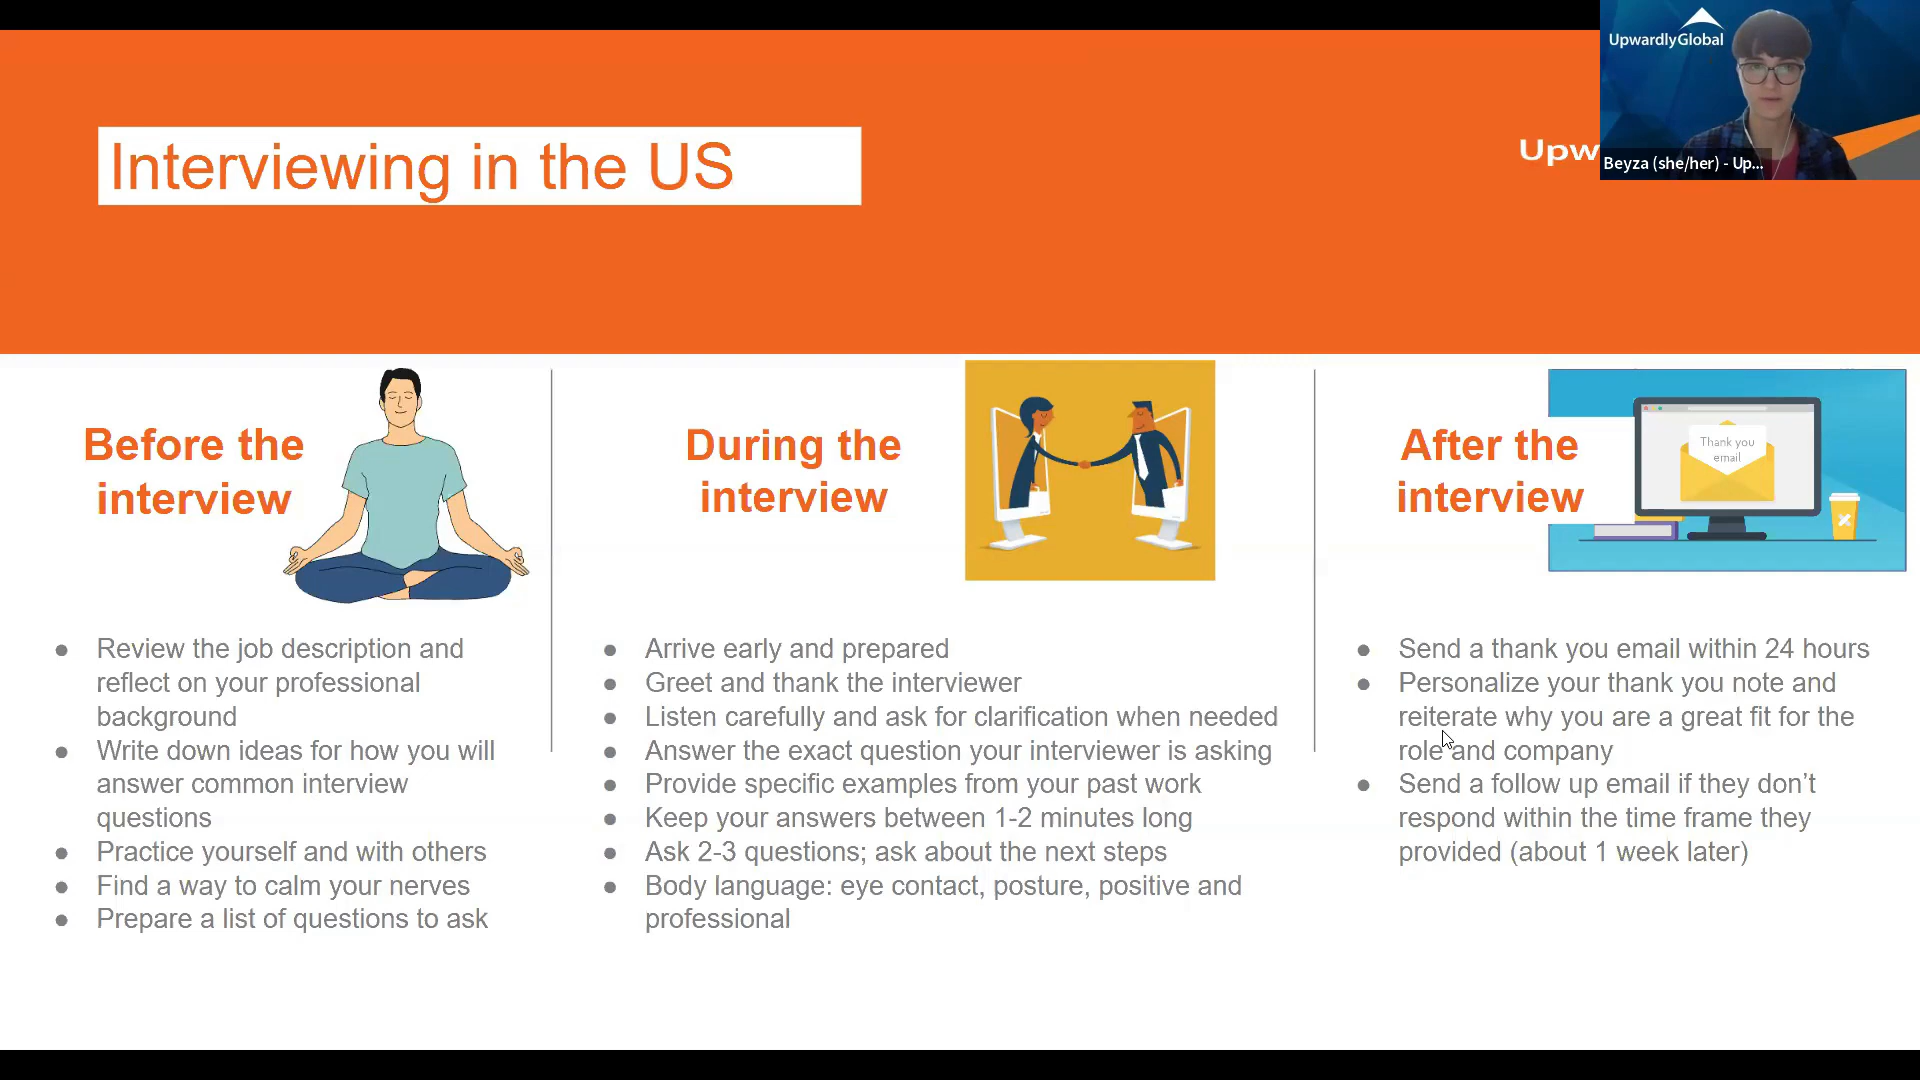 UpwardlyGlobal
Interviewing in the US
Upw
Beyza (she/her) - Up...
Before the
interview
Review the job description and
reflect on your professional
background
Write down ideas for how you will
answer common interview
questions
Practice yourself and with others
Find a way to calm your nerves
Prepare a list of questions to ask
During the
interview
Arrive early and prepared
Greet and thank the interviewer
Listen carefully and ask for clarification when needed
Answer the exact question your interviewer is asking
Provide specific examples from your past work
Keep your answers between 1-2 minutes long
Ask 2-3 questions; ask about the next steps
Body language: eye contact, posture, positive and
professional
After the
interview
Thank you
email
Send a thank you email within 24 hours
Personalize your thank you note and
reiterate why you are a great fit for the
role and company
Send a follow up email if they don’t
respond within the time frame they
provided (about 1 week later)